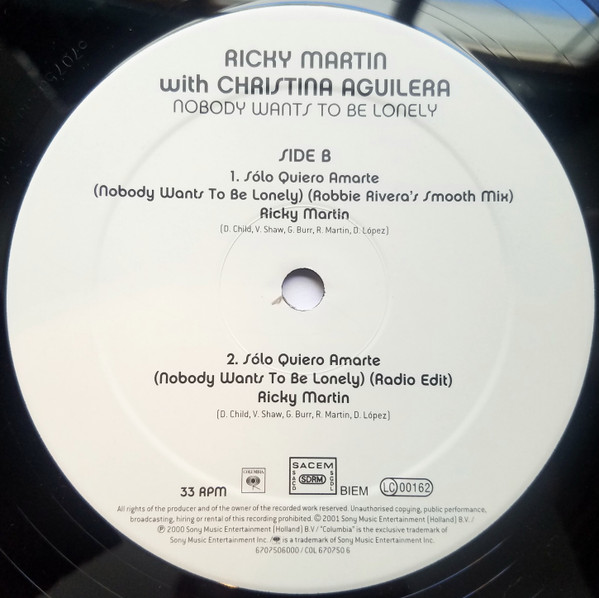 RICKY MARTIN
with CHRISTINA AGUILERA
NOBODY WANTS TO BE LONELY
SIDE B
1. Sólo Quiero Amarte
(Nobody Wants To Be Lonely) (Robbie Rivera's Smooth Mix)
Ricky Martin
(D. Child, V. Shaw, G. Burr, R. Martin, D. López)
2. Sólo Quiero Amarte
(Nobody Wants To Be Lonely) (Radio Edit)
Ricky Martin
(D. Child, V. Shaw, G. Burr, R. Martin, D. López)
33 RPM
COLUMBIA
SACEM
SACD
SDRM
SGDL
BIEM
LC 00162
All rights of the producer and of the owner of the recorded work reserved. Unauthorised copying, public performance,
broadcasting, hiring or rental of this recording prohibited. © 2001 Sony Music Entertainment (Holland) B.V. /
℗ 2000 Sony Music Entertainment (Holland) B.V / "Columbia" is the exclusive trademark of
Sony Music Entertainment Inc. / is a trademark of Sony Music Entertainment Inc.
6707506000 / COL 670750 6